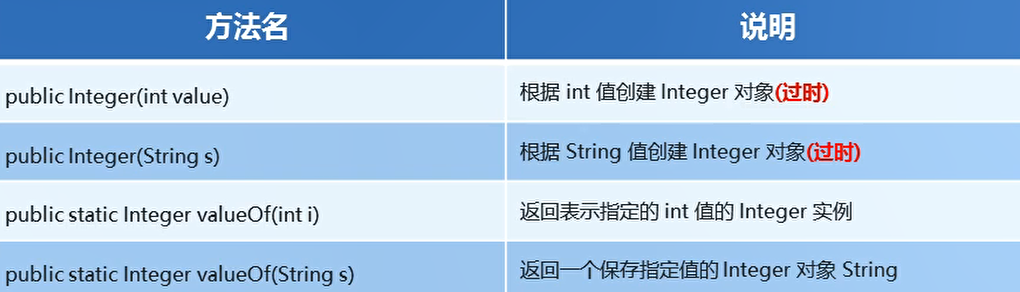 方法名 说明
public Integer(int value) 根据 int 值创建 Integer 对象(过时)
public Integer(String s) 根据 String 值创建 Integer 对象(过时)
public static Integer valueOf(int i) 返回表示指定的 int 值的 Integer 实例
public static Integer valueOf(String s) 返回一个保存指定值的 Integer 对象 String